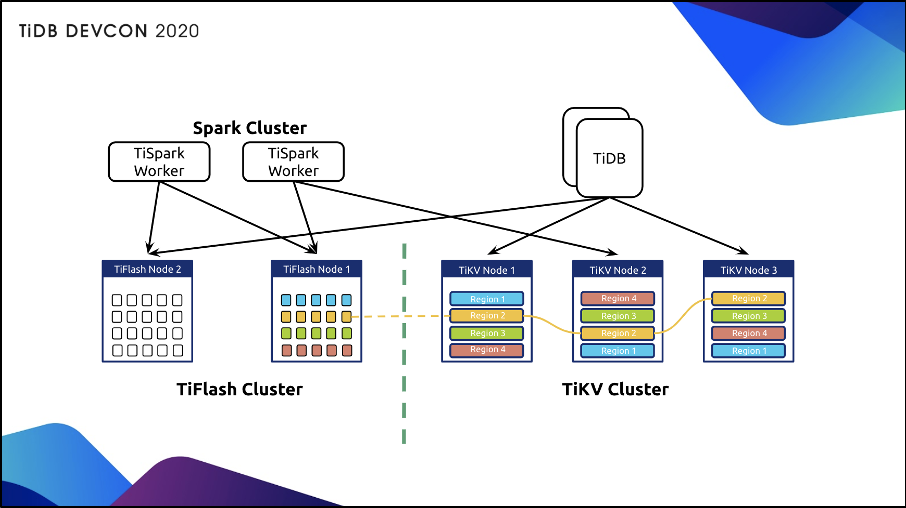 TiDB DEVCON 2020
Spark Cluster
TiSpark
Worker
TiSpark
Worker
TiDB
TiFlash Node 2
TiFlash Node 1
TiKV Node 1
Region 1
Region 2
Region 3
Region 4
TiKV Node 2
Region 4
Region 3
Region 2
Region 1
TiKV Node 3
Region 2
Region 3
Region 4
Region 1
TiFlash Cluster
TiKV Cluster